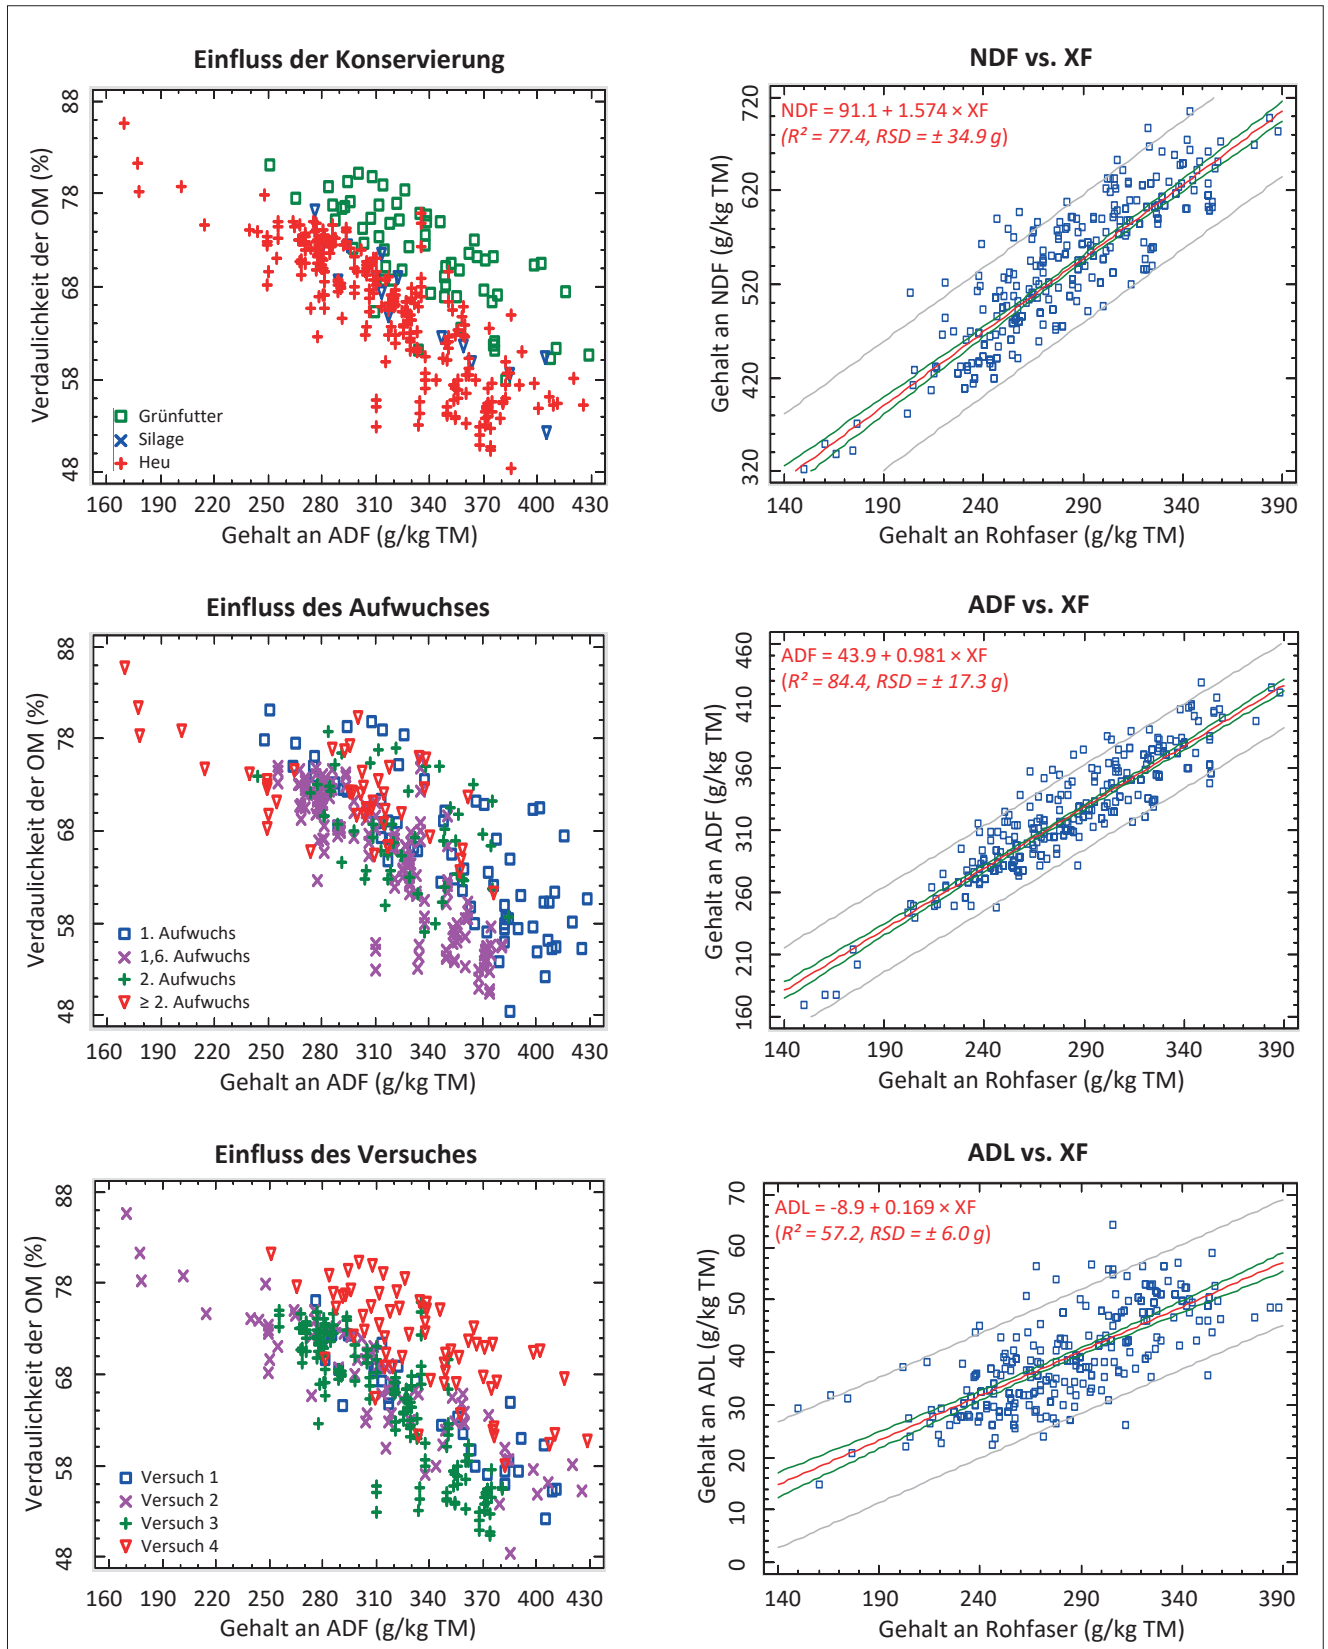 Einfluss der Konservierung
Verdaulichkeit der OM (%)
88
78
68
58
48
Grünfutter
Silage
Heu
160 190 220 250 280 310 340 370 400 430
Gehalt an ADF (g/kg TM)
NDF vs. XF
NDF = 91.1 + 1.574 × XF
(R² = 77.4, RSD = ± 34.9 g)
Gehalt an NDF (g/kg TM)
720
620
520
420
320
140 190 240 290 340 390
Gehalt an Rohfaser (g/kg TM)
Einfluss des Aufwuchses
Verdaulichkeit der OM (%)
88
78
68
58
48
1. Aufwuchs
1,6. Aufwuchs
2. Aufwuchs
≥ 2. Aufwuchs
160 190 220 250 280 310 340 370 400 430
Gehalt an ADF (g/kg TM)
ADF vs. XF
ADF = 43.9 + 0.981 × XF
(R² = 84.4, RSD = ± 17.3 g)
Gehalt an ADF (g/kg TM)
460
410
360
310
260
210
160
140 190 240 290 340 390
Gehalt an Rohfaser (g/kg TM)
Einfluss des Versuches
Verdaulichkeit der OM (%)
88
78
68
58
48
Versuch 1
Versuch 2
Versuch 3
Versuch 4
160 190 220 250 280 310 340 370 400 430
Gehalt an ADF (g/kg TM)
ADL vs. XF
ADL = -8.9 + 0.169 × XF
(R² = 57.2, RSD = ± 6.0 g)
Gehalt an ADL (g/kg TM)
70
60
50
40
30
20
10
0
140 190 240 290 340 390
Gehalt an Rohfaser (g/kg TM)